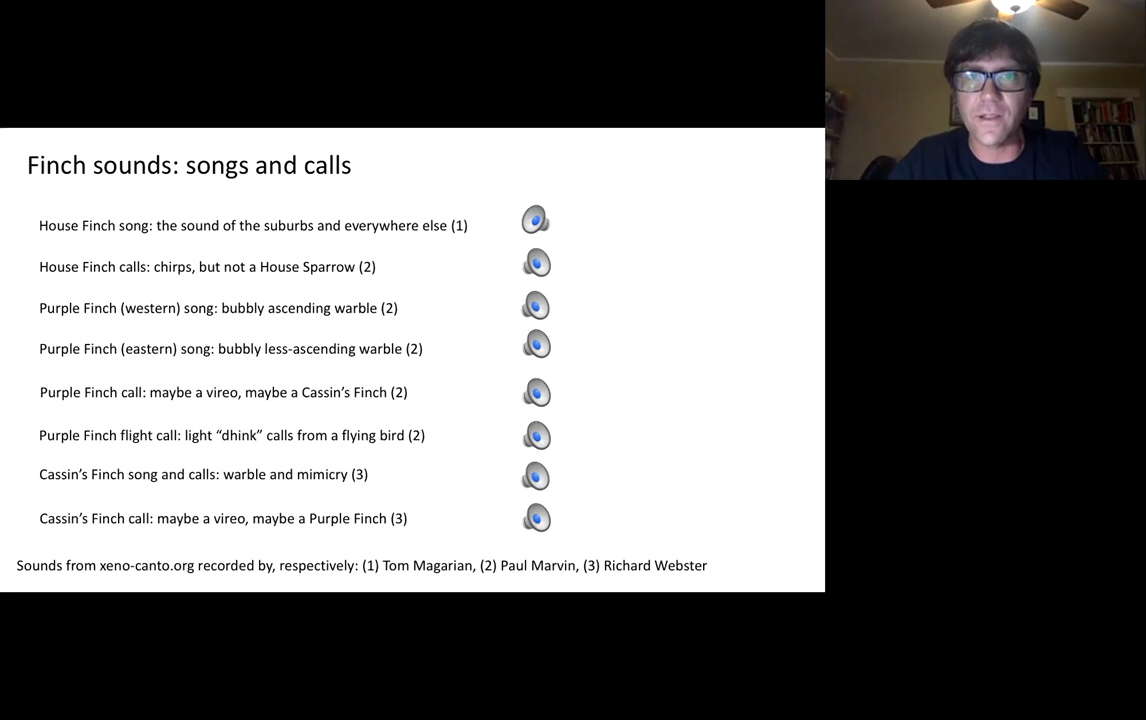 Finch sounds: songs and calls
House Finch song: the sound of the suburbs and everywhere else (1)
House Finch calls: chirps, but not a House Sparrow (2)
Purple Finch (western) song: bubbly ascending warble (2)
Purple Finch (eastern) song: bubbly less-ascending warble (2)
Purple Finch call: maybe a vireo, maybe a Cassin’s Finch (2)
Purple Finch flight call: light “dhink” calls from a flying bird (2)
Cassin’s Finch song and calls: warble and mimicry (3)
Cassin’s Finch call: maybe a vireo, maybe a Purple Finch (3)
Sounds from xeno-canto.org recorded by, respectively: (1) Tom Magarian, (2) Paul Marvin, (3) Richard Webster